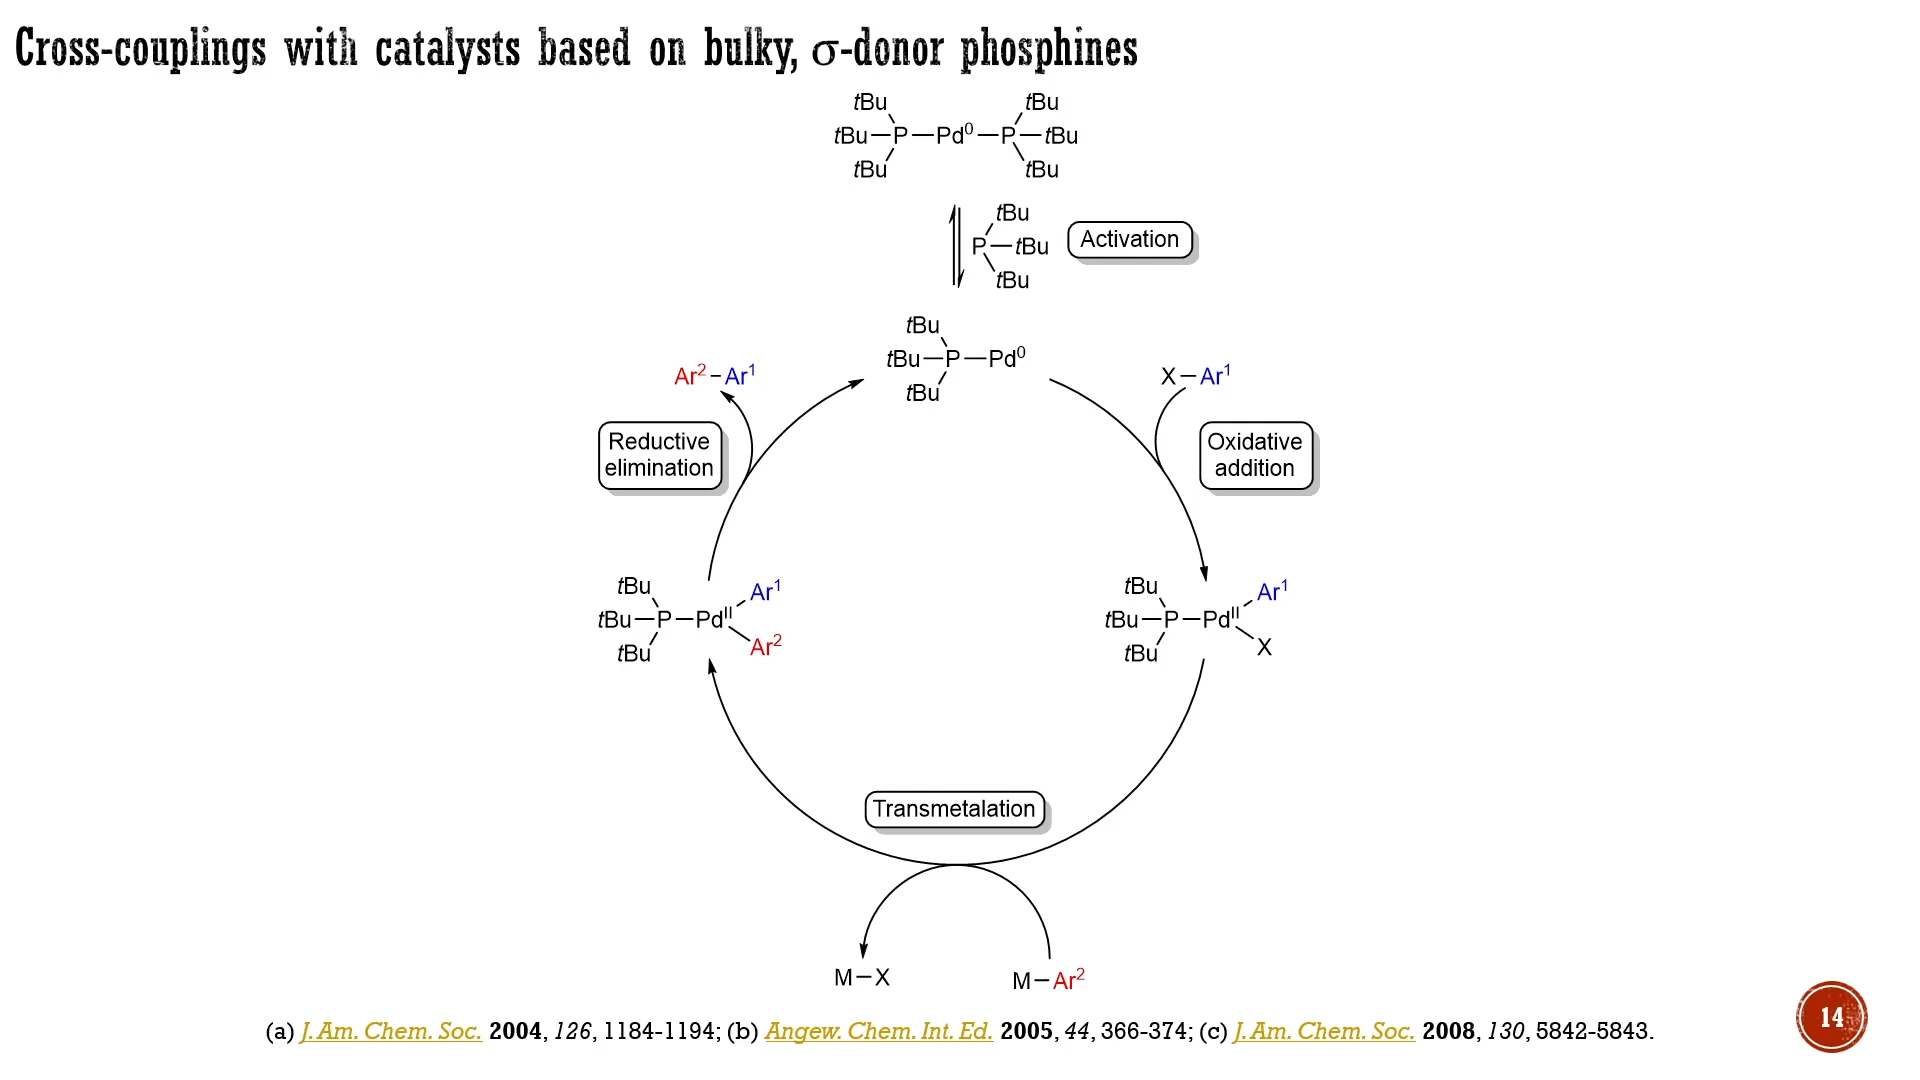 Cross-couplings with catalysts based on bulky, σ-donor phosphines
tBu tBu
tBu—P—Pd⁰—P—tBu
tBu tBu
tBu
P—tBu
tBu
Activation
tBu
tBu—P—Pd⁰
tBu
Ar²–Ar¹
X–Ar¹
Reductive
elimination
Oxidative
addition
tBu Ar¹
tBu—P—Pdᴵᴵ
tBu Ar²
tBu Ar¹
tBu—P—Pdᴵᴵ
tBu X
Transmetalation
M–X
M–Ar²
(a) J. Am. Chem. Soc. 2004, 126, 1184-1194; (b) Angew. Chem. Int. Ed. 2005, 44, 366-374; (c) J. Am. Chem. Soc. 2008, 130, 5842-5843.
14